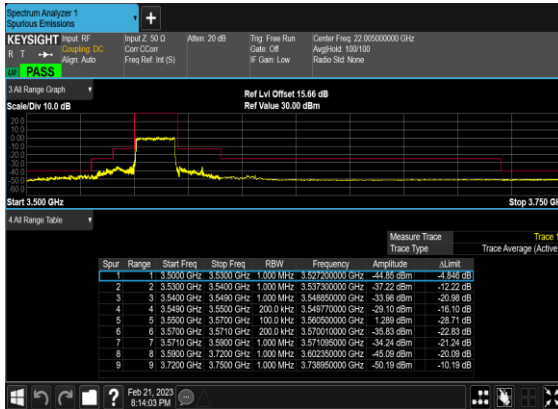 Spectrum Analyzer 1
Spurious Emissions
+
KEYSIGHT Input: RF Input Z: 50 Ω Atten: 20 dB Trig: Free Run Center Freq: 22.005000000 GHz
R T Coupling: DC Corr CCorr Gate: Off Avg|Hold: 100/100
Align: Auto Freq Ref: Int (S) IF Gain: Low Radio Std: None
PASS
3 All Range Graph
Ref Lvl Offset 15.66 dB
Scale/Div 10.0 dB Ref Value 30.00 dBm
20.0
10.0
0.00
-10.0
-20.0
-30.0
-40.0
-50.0
-60.0
Start 3.500 GHz Stop 3.750 GHz
4 All Range Table
Measure Trace Trace 1
Trace Type Trace Average (Active
Spur Range Start Freq Stop Freq RBW Frequency Amplitude ΔLimit
1 1 3.5000 GHz 3.5300 GHz 1.000 MHz 3.527200000 GHz -44.85 dBm -4.846 dB
2 2 3.5300 GHz 3.5400 GHz 1.000 MHz 3.537300000 GHz -37.22 dBm -12.22 dB
3 3 3.5400 GHz 3.5490 GHz 1.000 MHz 3.548850000 GHz -33.98 dBm -20.98 dB
4 4 3.5490 GHz 3.5500 GHz 200.0 kHz 3.549770000 GHz -29.10 dBm -16.10 dB
5 5 3.5500 GHz 3.5700 GHz 100.0 kHz 3.560500000 GHz 1.289 dBm -28.71 dB
6 6 3.5700 GHz 3.5710 GHz 200.0 kHz 3.570010000 GHz -35.83 dBm -22.83 dB
7 7 3.5710 GHz 3.5900 GHz 1.000 MHz 3.571095000 GHz -34.24 dBm -21.24 dB
8 8 3.5900 GHz 3.7200 GHz 1.000 MHz 3.602350000 GHz -45.09 dBm -20.09 dB
9 9 3.7200 GHz 3.7500 GHz 1.000 MHz 3.738950000 GHz -50.19 dBm -10.19 dB
? Feb 21, 2023
8:14:03 PM